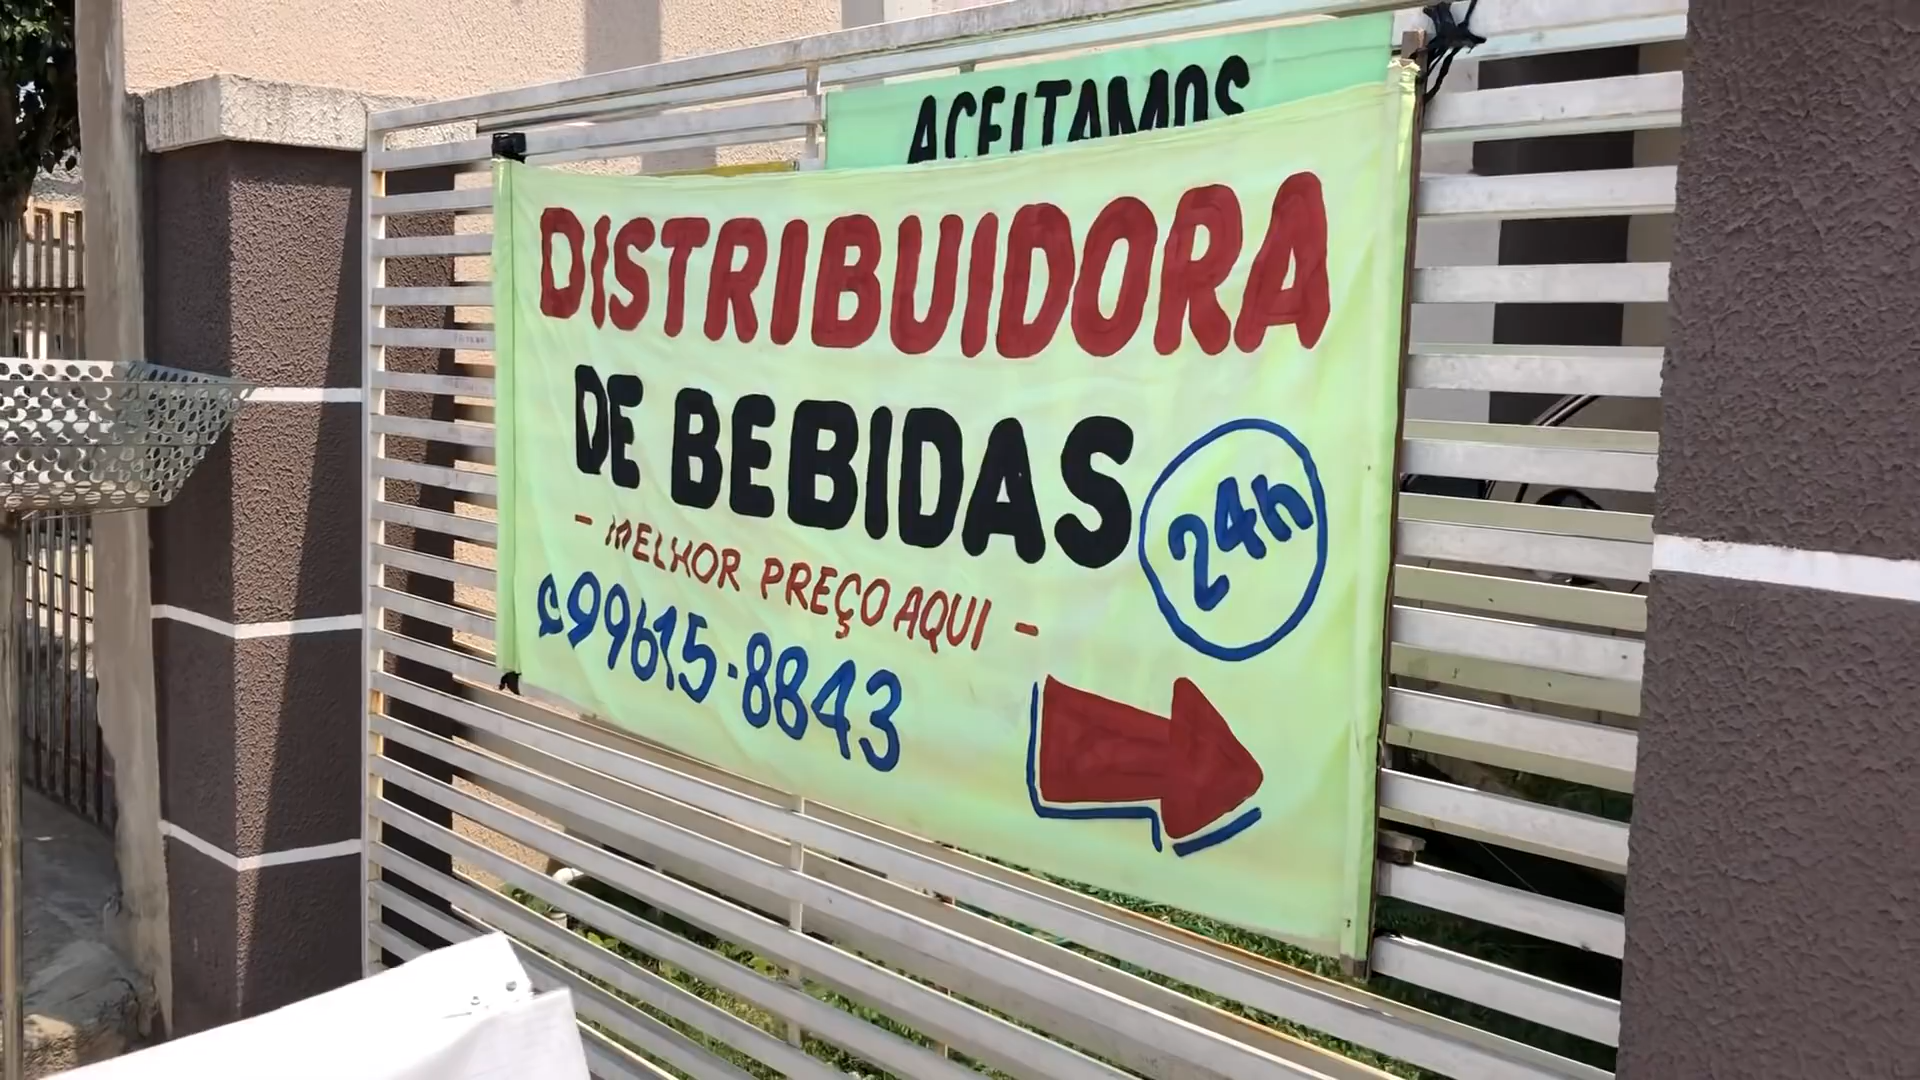 ACEITAMOS
DISTRIBUIDORA
DE BEBIDAS
24h
- MELHOR PREÇO AQUI -
99615-8843